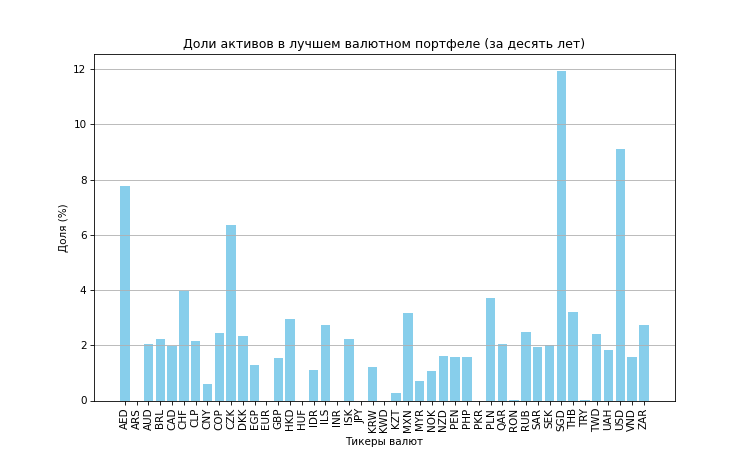 Доли активов в лучшем валютном портфеле (за десять лет)
Доля (%)
12
10
8
6
4
2
0
AED ARS AUD BRL CAD CHF CLP CNY COP CZK DKK EGP EUR GBP HKD HUF IDR ILS INR ISK JPY KRW KWD KZT MXN MYR NOK NZD PEN PHP PKR PLN QAR RON RUB SAR SEK SGD THB TRY TWD UAH USD VND ZAR
Тикеры валют